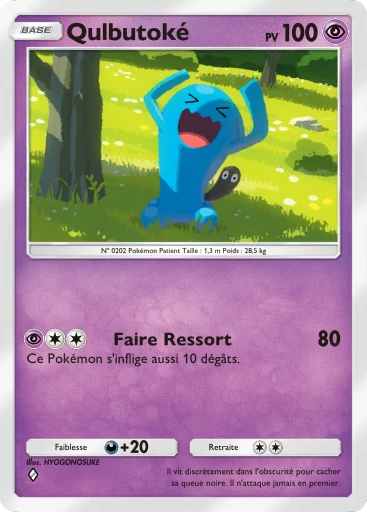 BASE Qulbutoké PV 100
N° 0202 Pokémon Patient Taille : 1,3 m Poids : 28,5 kg
Faire Ressort 80
Ce Pokémon s'inflige aussi 10 dégâts.
Faiblesse +20 Retraite
Illus. HYOGONOSUKE
Il vit discrètement dans l'obscurité pour cacher
sa queue noire. Il n'attaque jamais en premier.